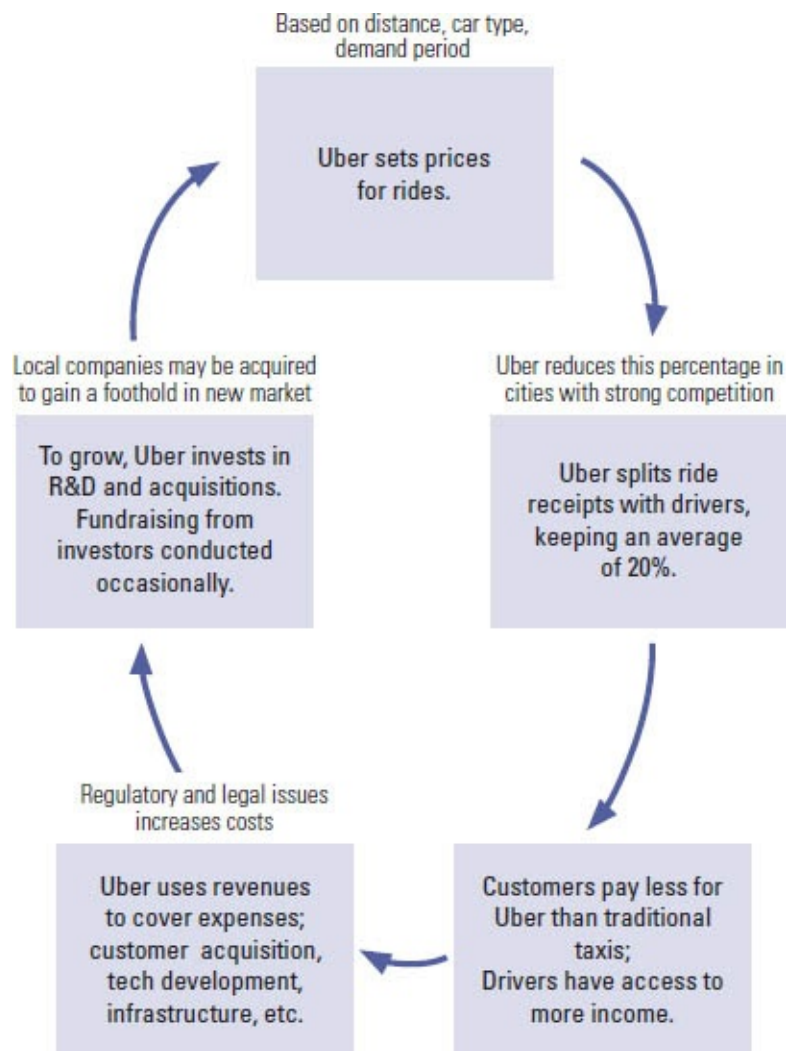 Based on distance, car type,
demand period
Uber sets prices
for rides.
Uber reduces this percentage in
cities with strong competition
Uber splits ride
receipts with drivers,
keeping an average
of 20%.
Customers pay less for
Uber than traditional
taxis;
Drivers have access to
more income.
Regulatory and legal issues
increases costs
Uber uses revenues
to cover expenses;
customer acquisition,
tech development,
infrastructure, etc.
Local companies may be acquired
to gain a foothold in new market
To grow, Uber invests in
R&D and acquisitions.
Fundraising from
investors conducted
occasionally.